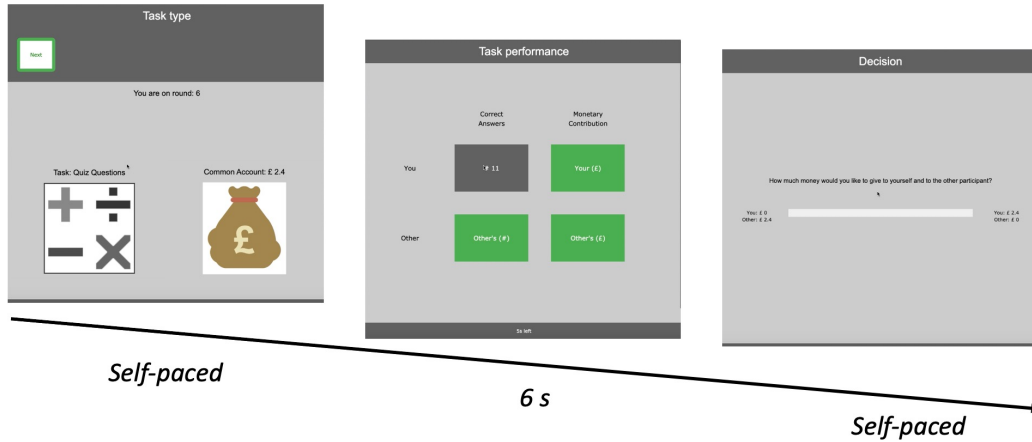 Task type
Next
You are on round: 6
Task: Quiz Questions
Common Account: £ 2.4
£
Self-paced
Task performance
Correct
Answers
Monetary
Contribution
You
# 11
Your (£)
Other
Other's (#)
Other's (£)
5s left
6 s
Decision
How much money would you like to give to yourself and to the other participant?
You: £ 0
Other: £ 2.4
You: £ 2.4
Other: £ 0
Self-paced